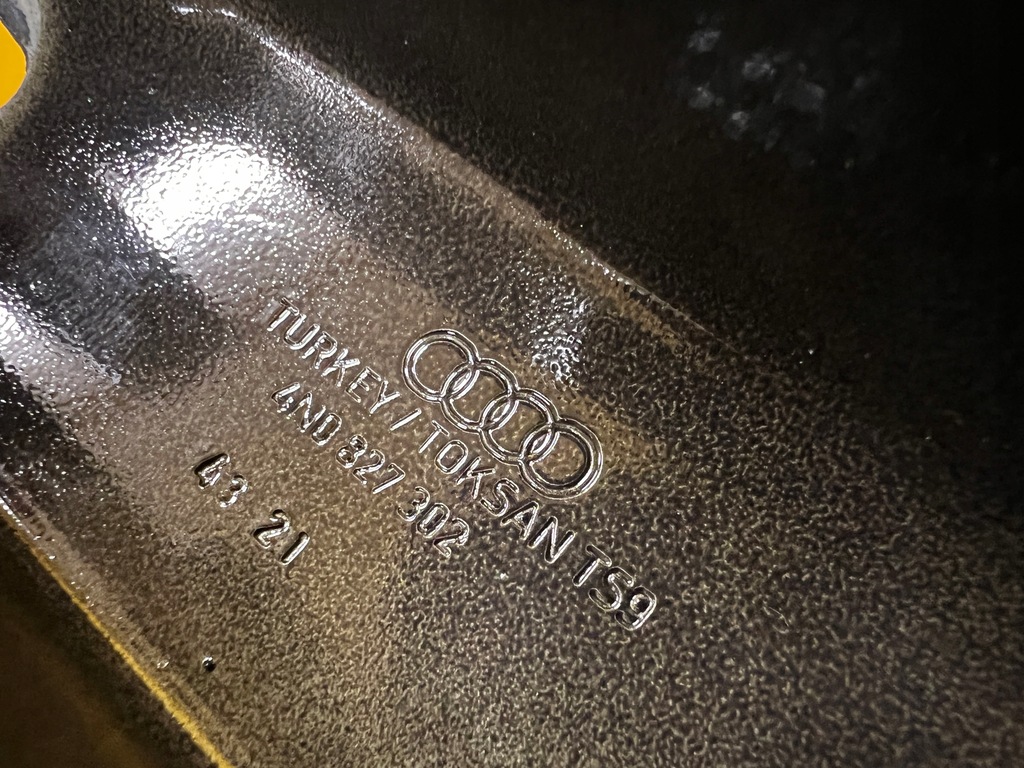 TURKEY / TOKSAN TS9
4N0 827 302
43 21